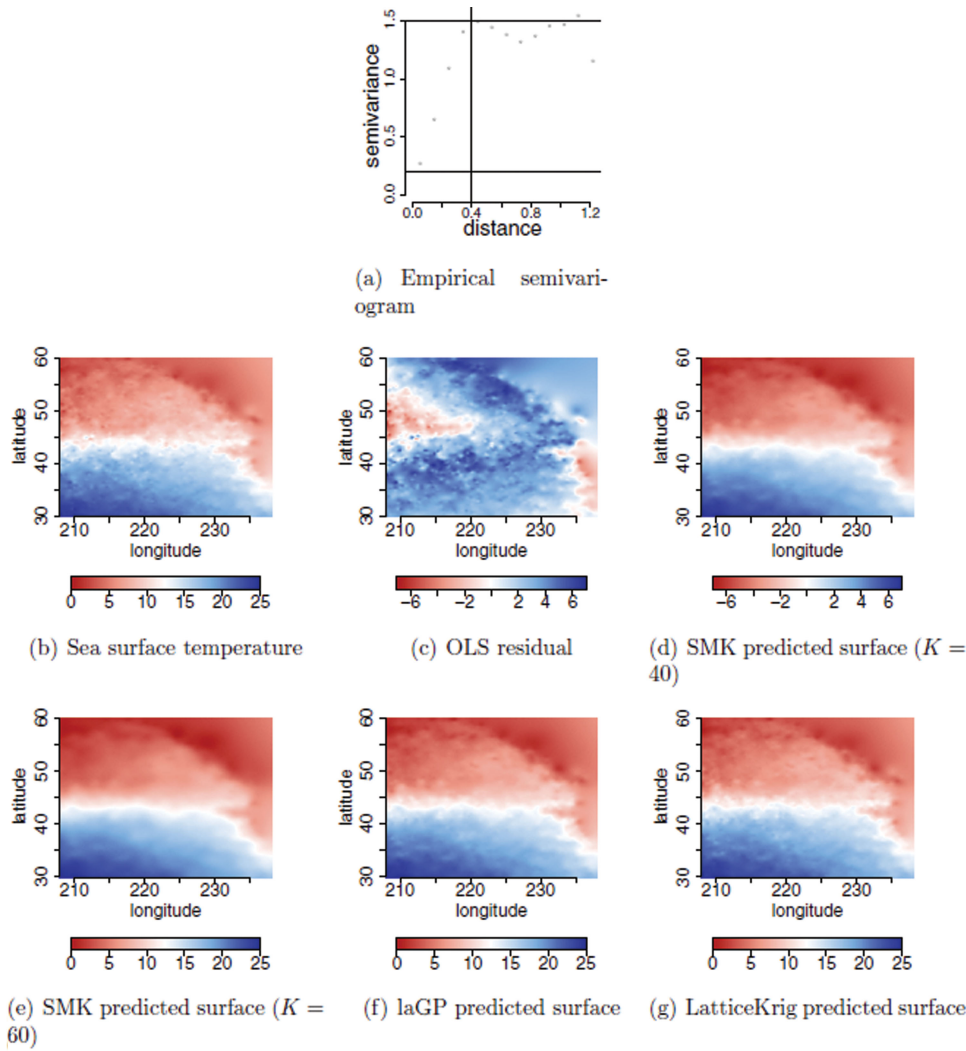 semivariance
0.0 0.5 1.0 1.5
0.0 0.4 0.8 1.2
distance
(a) Empirical semivari-
ogram
latitude
30 40 50 60
210 220 230
longitude
0 5 10 15 20 25
(b) Sea surface temperature
latitude
30 40 50 60
210 220 230
longitude
−6 −2 2 4 6
(c) OLS residual
latitude
30 40 50 60
210 220 230
longitude
−6 −2 2 4 6
(d) SMK predicted surface (K =
40)
latitude
30 40 50 60
210 220 230
longitude
0 5 10 15 20 25
(e) SMK predicted surface (K =
60)
latitude
30 40 50 60
210 220 230
longitude
0 5 10 15 20 25
(f) laGP predicted surface
latitude
30 40 50 60
210 220 230
longitude
0 5 10 15 20 25
(g) LatticeKrig predicted surface